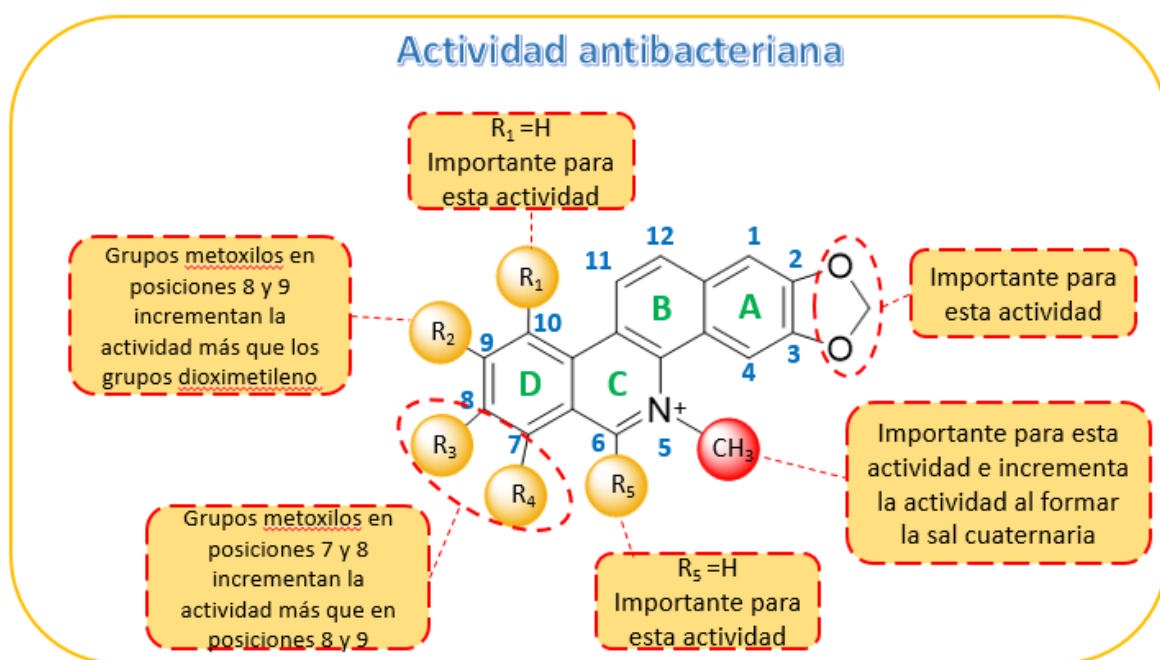 Actividad antibacteriana
R₁ =H
Importante para
esta actividad
Grupos metoxilos en
posiciones 8 y 9
incrementan la
actividad más que los
grupos dioximetileno
Importante para
esta actividad
12
1
11
2
O
R₁
B
A
10
R₂
9
3
O
D
C
4
8
N+
R₃
7
6
5
CH₃
R₄
R₅
Importante para esta
actividad e incrementa
la actividad al formar
la sal cuaternaria
Grupos metoxilos en
posiciones 7 y 8
incrementan la
actividad más que en
posiciones 8 y 9
R₅ =H
Importante para
esta actividad